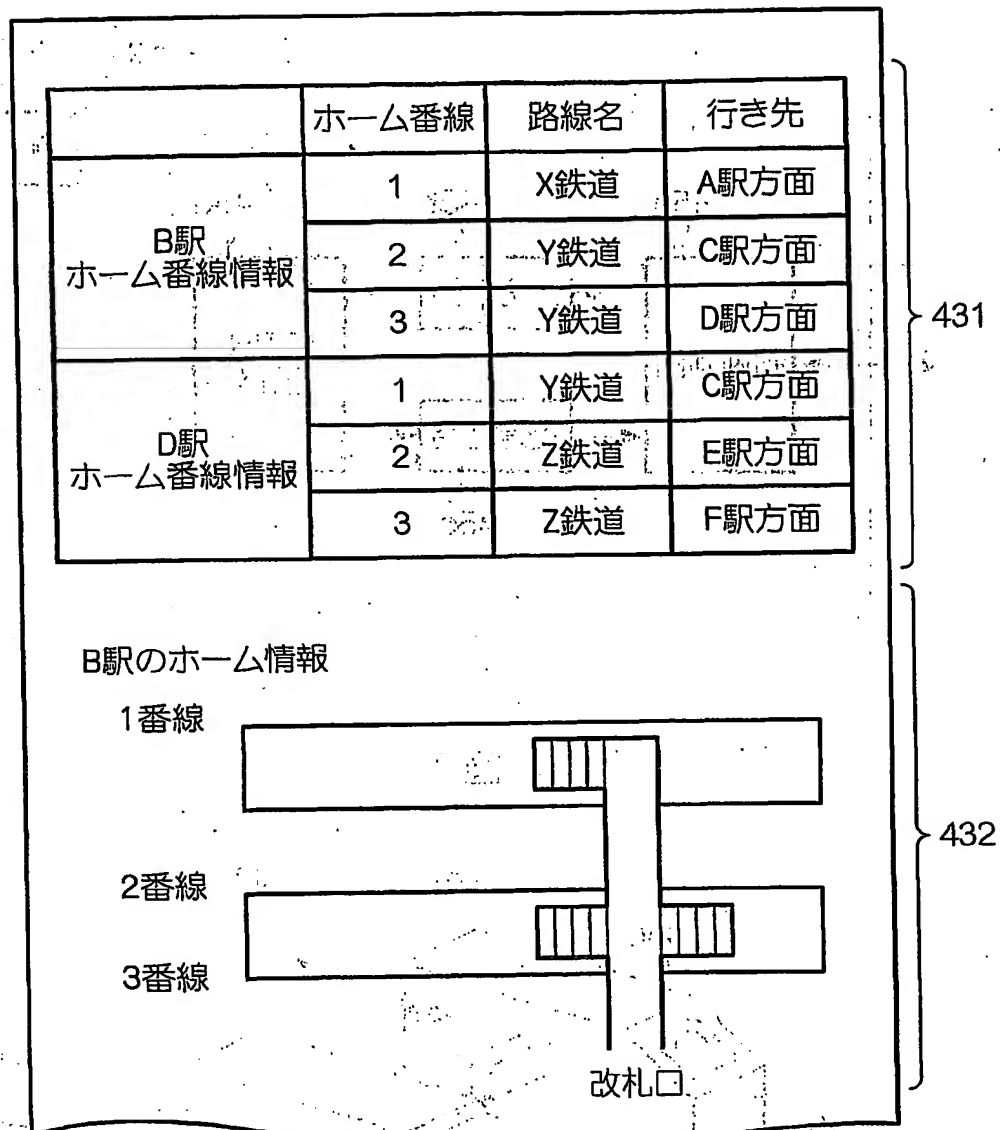 ホーム番線 路線名 行き先
B駅
ホーム番線情報
1 X鉄道 A駅方面
2 Y鉄道 C駅方面
3 Y鉄道 D駅方面
D駅
ホーム番線情報
1 Y鉄道 C駅方面
2 Z鉄道 E駅方面
3 Z鉄道 F駅方面
431
B駅のホーム情報
1番線
2番線
3番線
432
改札口